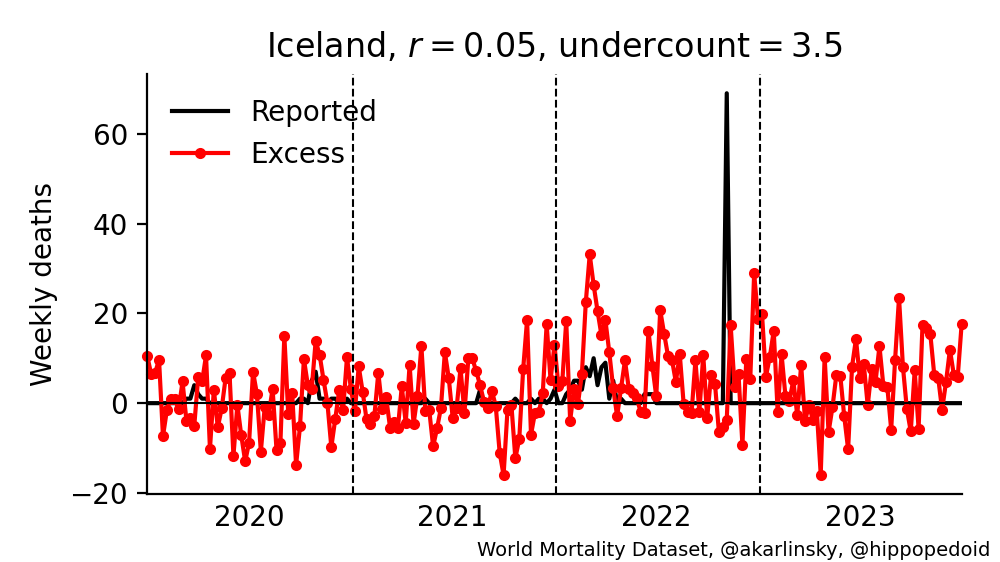 Iceland, r = 0.05, undercount = 3.5
Reported
Excess
Weekly deaths
60
40
20
0
−20
2020 2021 2022 2023
World Mortality Dataset, @akarlinsky, @hippopedoid